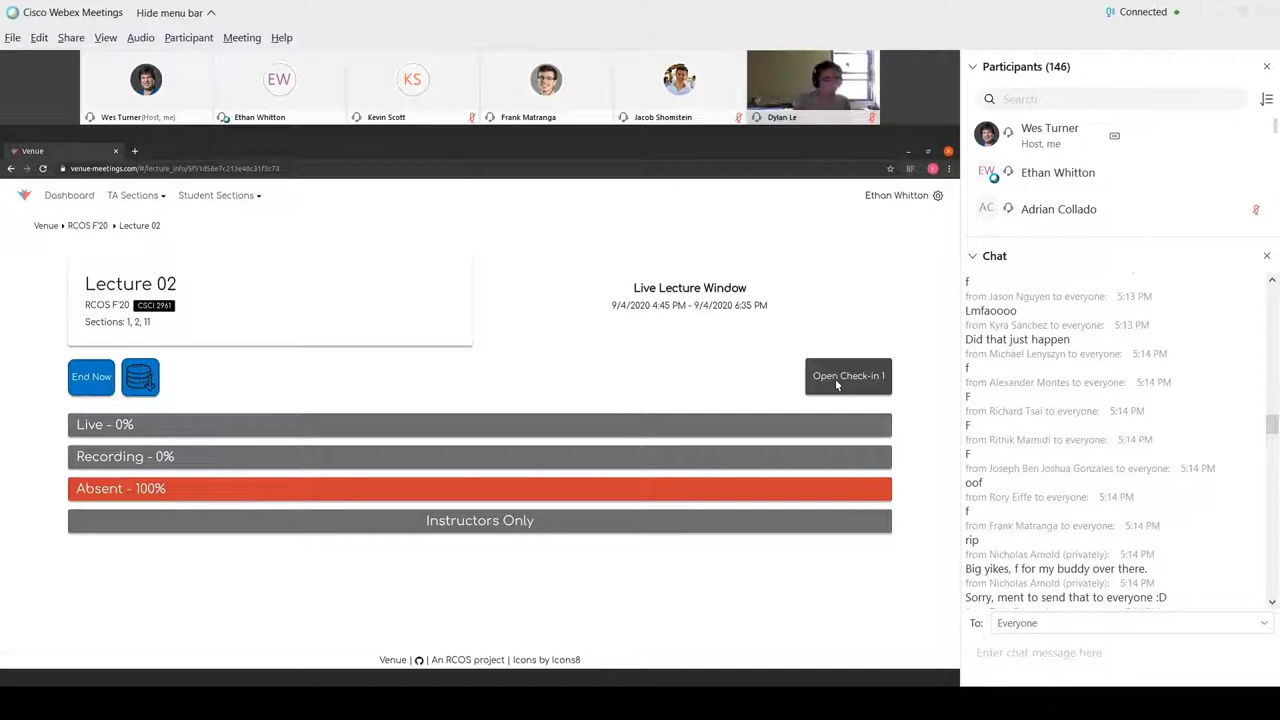 Cisco Webex Meetings
Hide menu bar
Connected
File Edit Share View Audio Participant Meeting Help
EW
KS
Wes Turner(Host, me)
Ethan Whitton
Kevin Scott
Frank Matranga
Jacob Shomstein
Dylan Le
Participants (146)
Search
Wes Turner
Host, me
EW
Ethan Whitton
AC
Adrian Collado
Venue
Dashboard
TA Sections
Student Sections
Ethan Whitton
Venue RCOS F'20 Lecture 02
Lecture 02
RCOS F'20 CSCI 2961
Sections: 1, 2, 11
Live Lecture Window
9/4/2020 4:45 PM - 9/4/2020 6:35 PM
End Now
Open Check-in 1
Live - 0%
Recording - 0%
Absent - 100%
Instructors Only
Venue | | An RCOS project | Icons by Icons8
Chat
f
from Jason Nguyen to everyone: 5:13 PM
Lmfaoooo
from Kyra Sanchez to everyone: 5:13 PM
Did that just happen
from Michael Lenyszyn to everyone: 5:14 PM
f
from Alexander Montes to everyone: 5:14 PM
F
from Richard Tsai to everyone: 5:14 PM
F
from Rithik Mamidi to everyone: 5:14 PM
F
from Joseph Ben Joshua Gonzales to everyone: 5:14 PM
oof
from Rory Eiffe to everyone: 5:14 PM
f
from Frank Matranga to everyone: 5:14 PM
rip
from Nicholas Arnold (privately): 5:14 PM
Big yikes, f for my buddy over there.
from Nicholas Arnold (privately): 5:14 PM
Sorry, ment to send that to everyone :D
To: Everyone
Enter chat message here